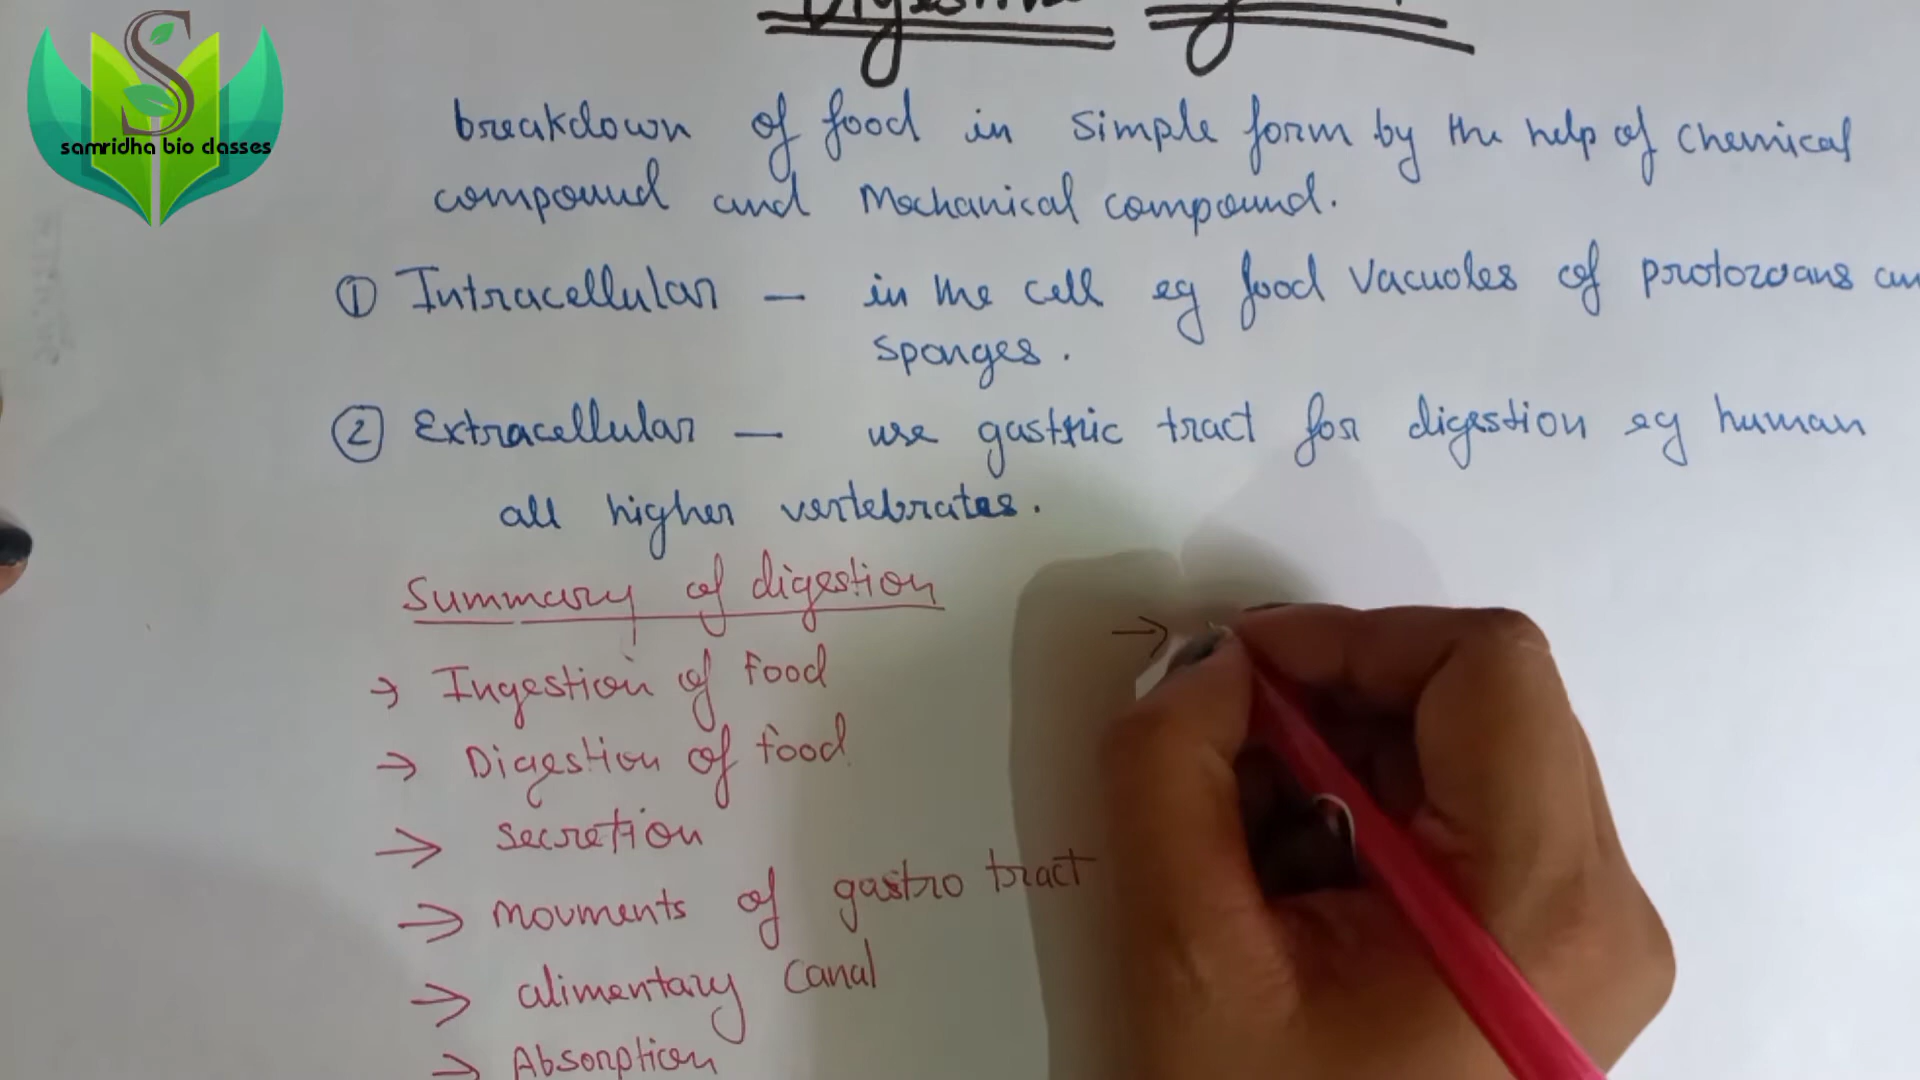 samridha bio classes
breakdown of food in simple form by the help of chemical
compound and Mechanical compound.
① Intracellular — in the cell eg food vacuoles of protozoans
sponges.
② Extracellular — use gastric tract for digestion eg human
all higher vertebrates.
Summary of digestion
→ Ingestion of food
→ Digestion of food
→ secretion
→ movments of gastro tract
→ alimentary canal
→ Absorption
→